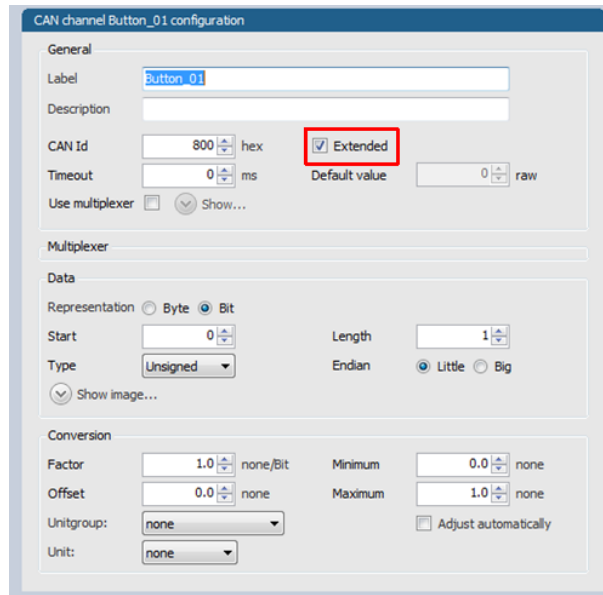 CAN channel Button_01 configuration
General
Label Button_01
Description
CAN Id 800 hex Extended
Timeout 0 ms Default value 0 raw
Use multiplexer Show...
Multiplexer
Data
Representation Byte Bit
Start 0 Length 1
Type Unsigned Endian Little Big
Show image...
Conversion
Factor 1.0 none/Bit Minimum 0.0 none
Offset 0.0 none Maximum 1.0 none
Unitgroup: none Adjust automatically
Unit: none